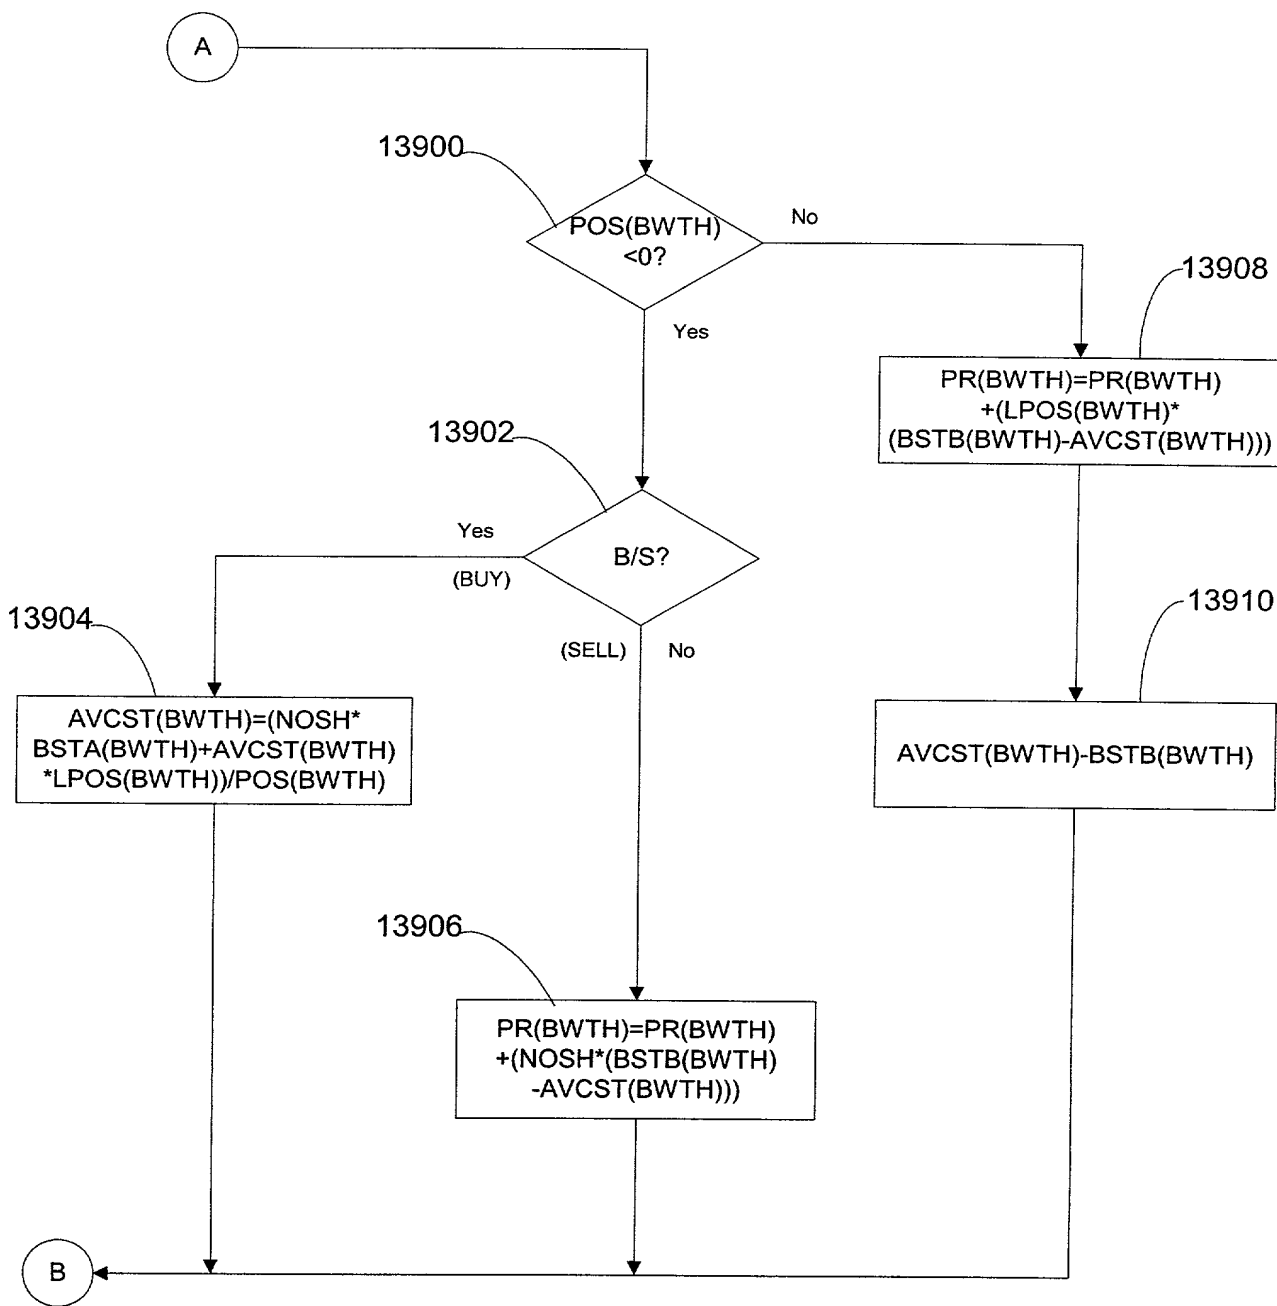 A
13900
POS(BWTH)
<0?
No
Yes
13908
PR(BWTH)=PR(BWTH)
+(LPOS(BWTH)*
(BSTB(BWTH)-AVCST(BWTH)))
13902
B/S?
Yes
(BUY)
(SELL) No
13904
AVCST(BWTH)=(NOSH*
BSTA(BWTH)+AVCST(BWTH)
*LPOS(BWTH))/POS(BWTH)
13910
AVCST(BWTH)-BSTB(BWTH)
13906
PR(BWTH)=PR(BWTH)
+(NOSH*(BSTB(BWTH)
-AVCST(BWTH)))
B